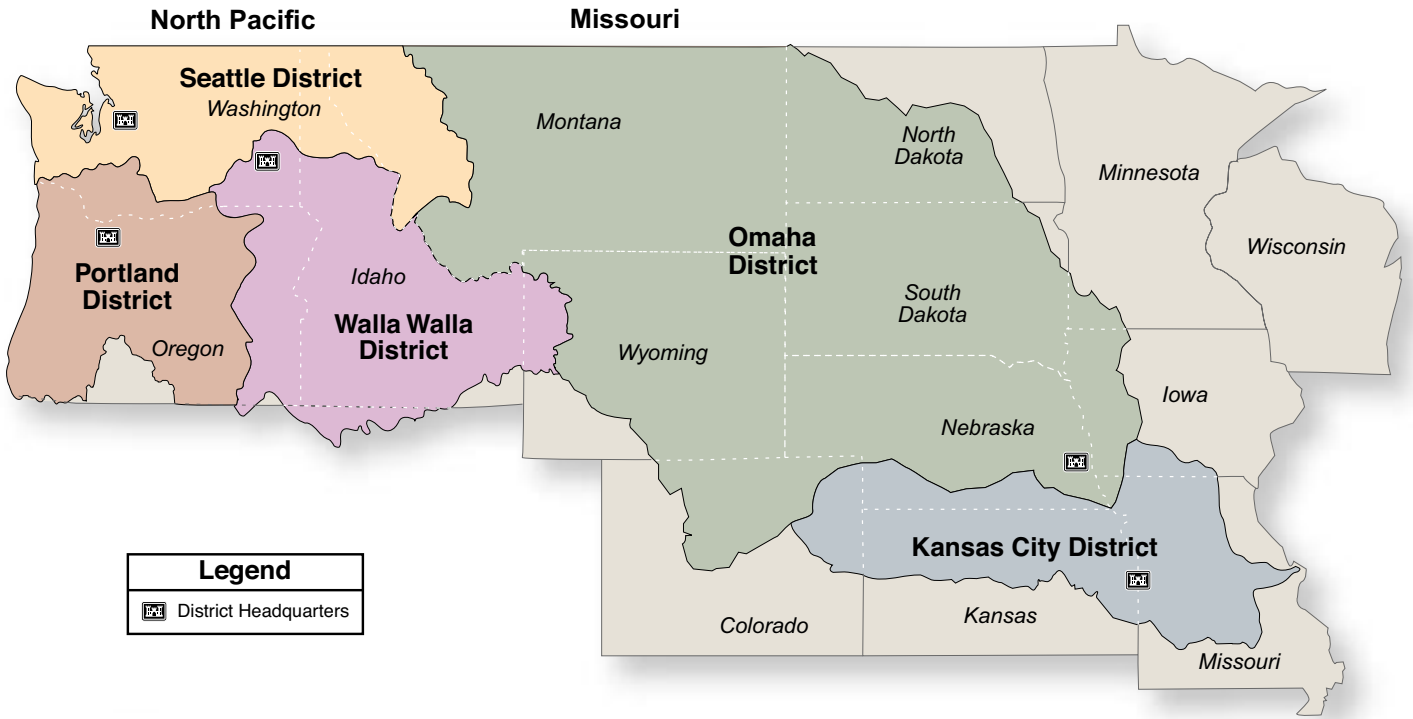 North Pacific
Missouri
Seattle District
Washington
Montana
North
Dakota
Minnesota
Wisconsin
Omaha
District
Portland
District
Idaho
South
Dakota
Walla Walla
District
Oregon
Wyoming
Iowa
Nebraska
Kansas City District
Legend
District Headquarters
Colorado
Kansas
Missouri